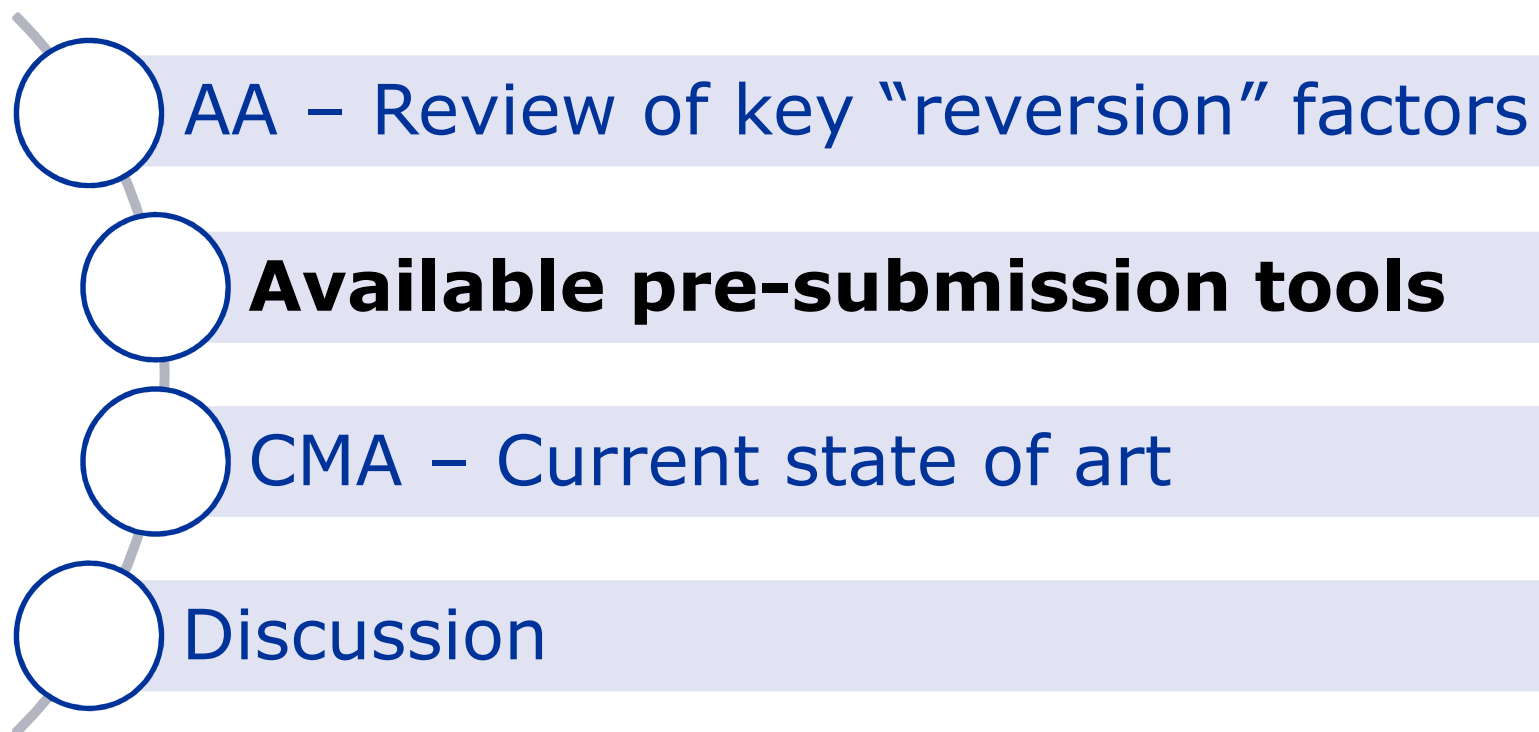 AA – Review of key “reversion” factors
Available pre-submission tools
CMA – Current state of art
Discussion